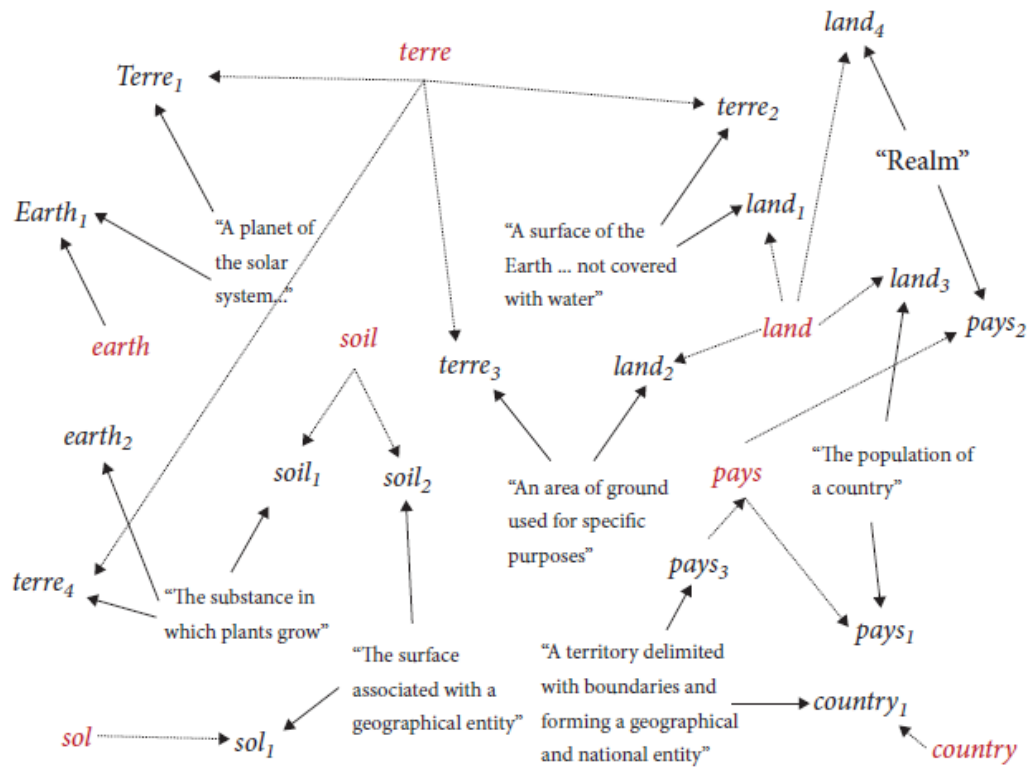 land4
terre
Terre1
terre2
“Realm”
Earth1
land1
“A planet of
the solar
system...”
“A surface of the
Earth ... not covered
with water”
land3
earth
soil
land
pays2
terre3
land2
earth2
soil1
soil2
“An area of ground
used for specific
purposes”
pays
“The population of
a country”
pays3
terre4
“The substance in
which plants grow”
pays1
“The surface
associated with a
geographical entity”
“A territory delimited
with boundaries and
forming a geographical
and national entity”
country1
sol
sol1
country